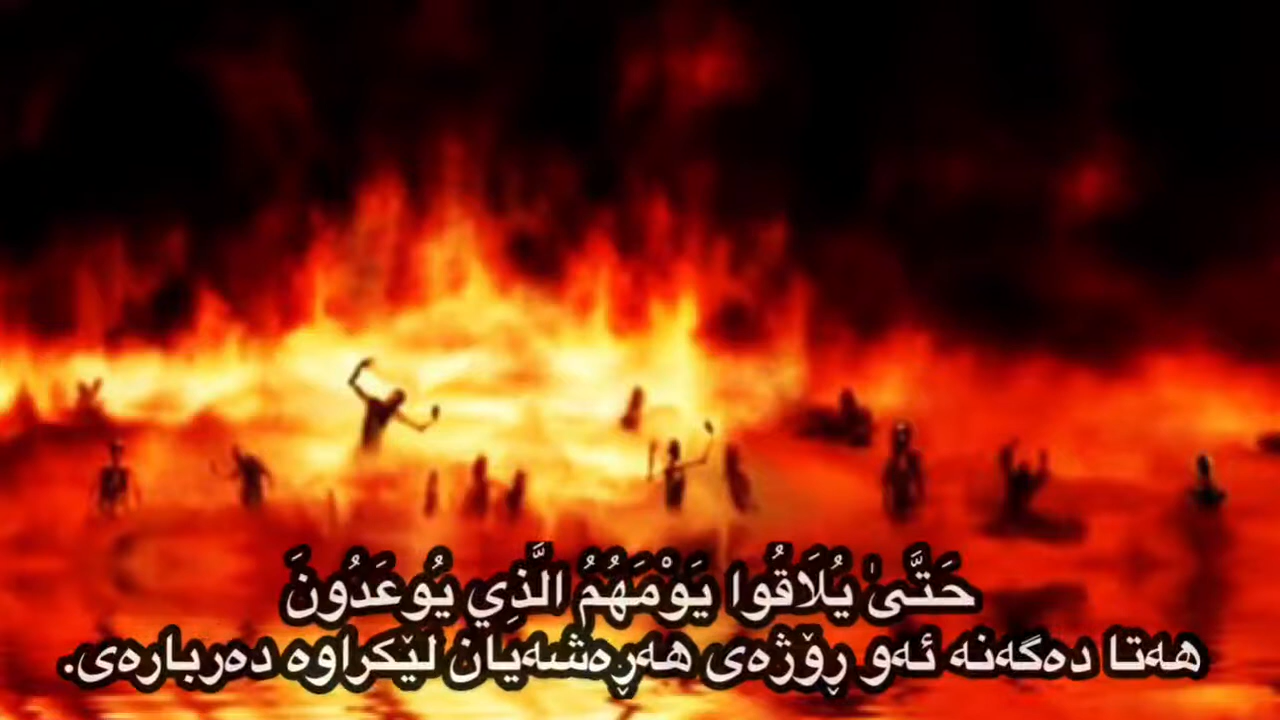 حَتَّىٰ يُلَاقُوا يَوْمَهُمُ الَّذِي يُوعَدُونَ
هەتا دەگەنە ئەو ڕۆژەی هەڕەشەیان لێکراوە دەربارەی.